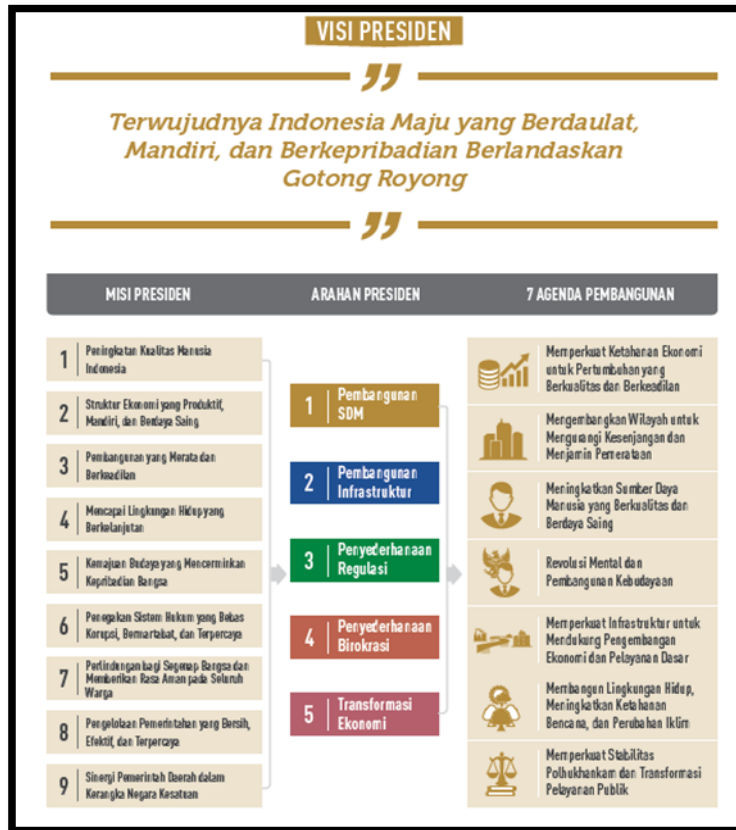 VISI PRESIDEN
”
Terwujudnya Indonesia Maju yang Berdaulat,
Mandiri, dan Berkepribadian Berlandaskan
Gotong Royong
”
MISI PRESIDEN
1 Peningkatan Kualitas Manusia
Indonesia
2 Struktur Ekonomi yang Produktif,
Mandiri, dan Berdaya Saing
3 Pembangunan yang Merata dan
Berkeadilan
4 Mencapai Lingkungan Hidup yang
Berkelanjutan
5 Kemajuan Budaya yang Mencerminkan
Kepribadian Bangsa
6 Penegakan Sistem Hukum yang Bebas
Korupsi, Bermartabat, dan Terpercaya
7 Perlindungan bagi Segenap Bangsa dan
Memberikan Rasa Aman pada Seluruh
Warga
8 Pengelolaan Pemerintahan yang Bersih,
Efektif, dan Terpercaya
9 Sinergi Pemerintah Daerah dalam
Kerangka Negara Kesatuan
ARAHAN PRESIDEN
1 Pembangunan
SDM
2 Pembangunan
Infrastruktur
3 Penyederhanaan
Regulasi
4 Penyederhanaan
Birokrasi
5 Transformasi
Ekonomi
7 AGENDA PEMBANGUNAN
Memperkuat Ketahanan Ekonomi
untuk Pertumbuhan yang
Berkualitas dan Berkeadilan
Mengembangkan Wilayah untuk
Mengurangi Kesenjangan dan
Menjamin Pemerataan
Meningkatkan Sumber Daya
Manusia yang Berkualitas dan
Berdaya Saing
Revolusi Mental dan
Pembangunan Kebudayaan
Memperkuat Infrastruktur untuk
Mendukung Pengembangan
Ekonomi dan Pelayanan Dasar
Membangun Lingkungan Hidup,
Meningkatkan Ketahanan
Bencana, dan Perubahan Iklim
Memperkuat Stabilitas
Polhukhankam dan Transformasi
Pelayanan Publik